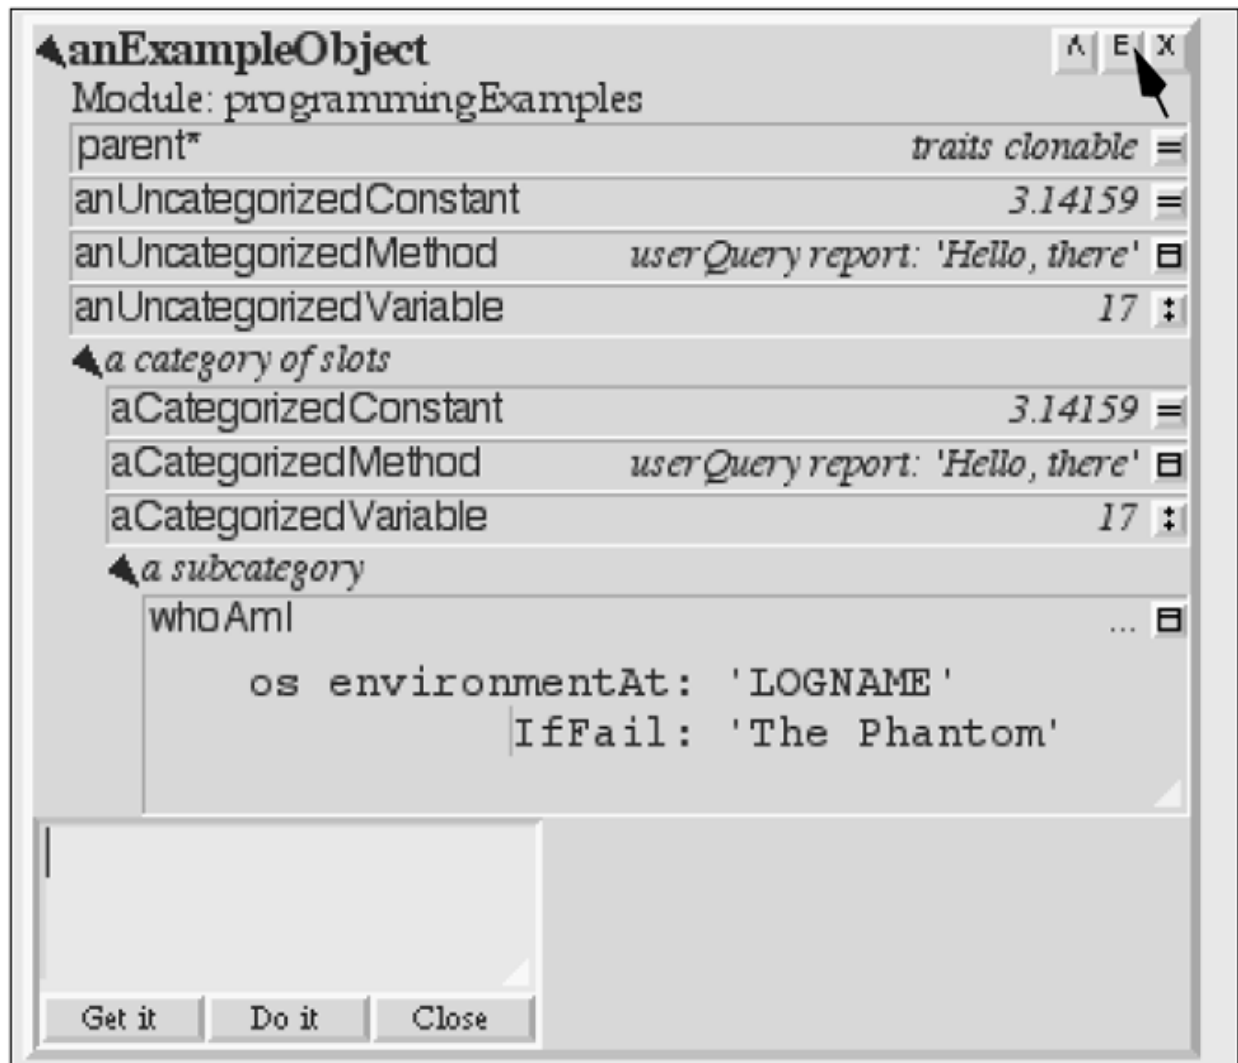 anExampleObject Λ E X
Module: programmingExamples
parent* traits clonable =
anUncategorizedConstant 3.14159 =
anUncategorizedMethod userQuery report: 'Hello, there'
anUncategorizedVariable 17 :
a category of slots
aCategorizedConstant 3.14159 =
aCategorizedMethod userQuery report: 'Hello, there'
aCategorizedVariable 17 :
a subcategory
whoAmI ...
os environmentAt: 'LOGNAME'
IfFail: 'The Phantom'
Get it Do it Close